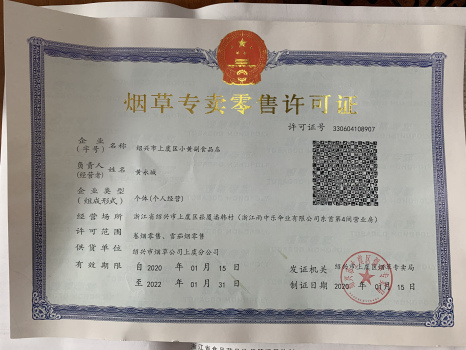 烟草专卖零售许可证
许可证号 330604108907
企业(字号)名称 绍兴市上虞区小黄副食品店
负责人(经营者)姓名 黄永城
企业类型(组成形式) 个体(个人经营)
经营场所 浙江省绍兴市上虞区崧厦潘韩村(浙江雨中乐伞业有限公司东首第4间营业房)
许可范围 卷烟零售、雪茄烟零售
供货单位 绍兴市烟草公司上虞分公司
有效期限 自 2020 年 01 月 15 日
至 2022 年 01 月 31 日
发证机关 绍兴市上虞区烟草专卖局
制证日期 2020 年 01 月 15 日